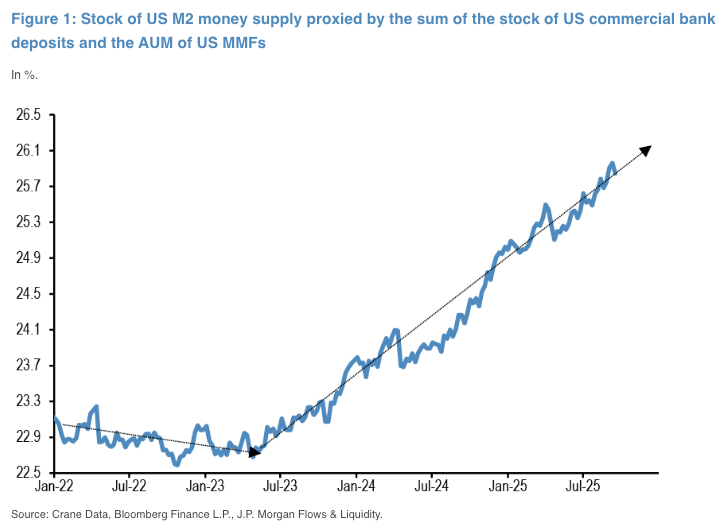 Figure 1: Stock of US M2 money supply proxied by the sum of the stock of US commercial bank
deposits and the AUM of US MMFs
In %.
26.5
26.1
25.7
25.3
24.9
24.5
24.1
23.7
23.3
22.9
22.5
Jan-22 Jul-22 Jan-23 Jul-23 Jan-24 Jul-24 Jan-25 Jul-25
Source: Crane Data, Bloomberg Finance L.P., J.P. Morgan Flows & Liquidity.